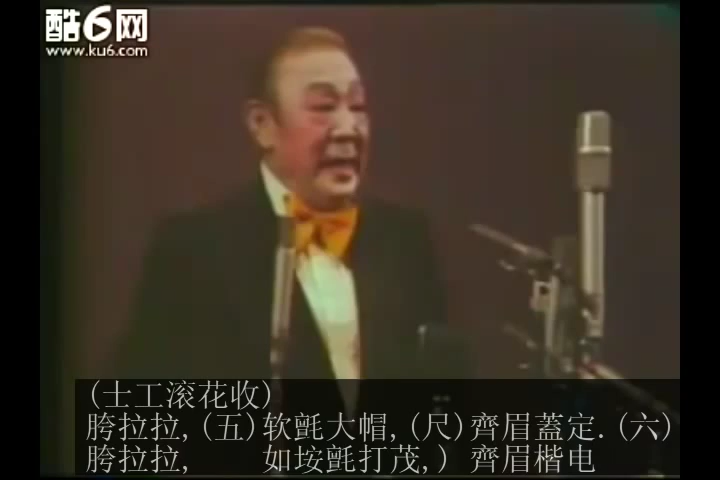 酷6网
www.ku6.com
(士工滚花收)
胯拉拉,(五)软氈大帽,(尺)齊眉蓋定.(六)
胯拉拉, 如垵氈打茂,) 齊眉楷电